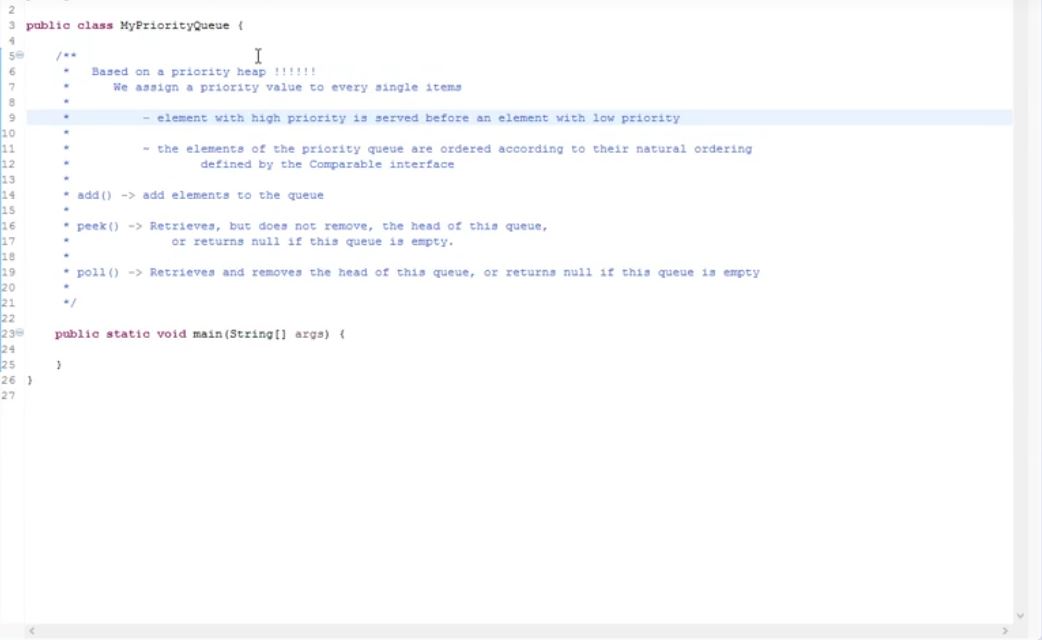 2
3 public class MyPriorityQueue {
4
5 /**
6 * Based on a priority heap !!!!!!
7 * We assign a priority value to every single items
8 *
9 * - element with high priority is served before an element with low priority
10 *
11 * ~ the elements of the priority queue are ordered according to their natural ordering
12 * defined by the Comparable interface
13 *
14 * add() -> add elements to the queue
15 *
16 * peek() -> Retrieves, but does not remove, the head of this queue,
17 * or returns null if this queue is empty.
18 *
19 * poll() -> Retrieves and removes the head of this queue, or returns null if this queue is empty
20 *
21 */
22
23 public static void main(String[] args) {
24
25 }
26 }
27